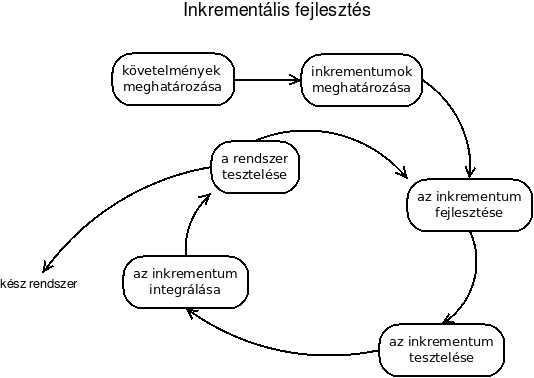 Inkrementális fejlesztés
követelmények
meghatározása
inkrementumok
meghatározása
a rendszer
tesztelése
az inkrementum
fejlesztése
kész rendszer
az inkrementum
integrálása
az inkrementum
tesztelése